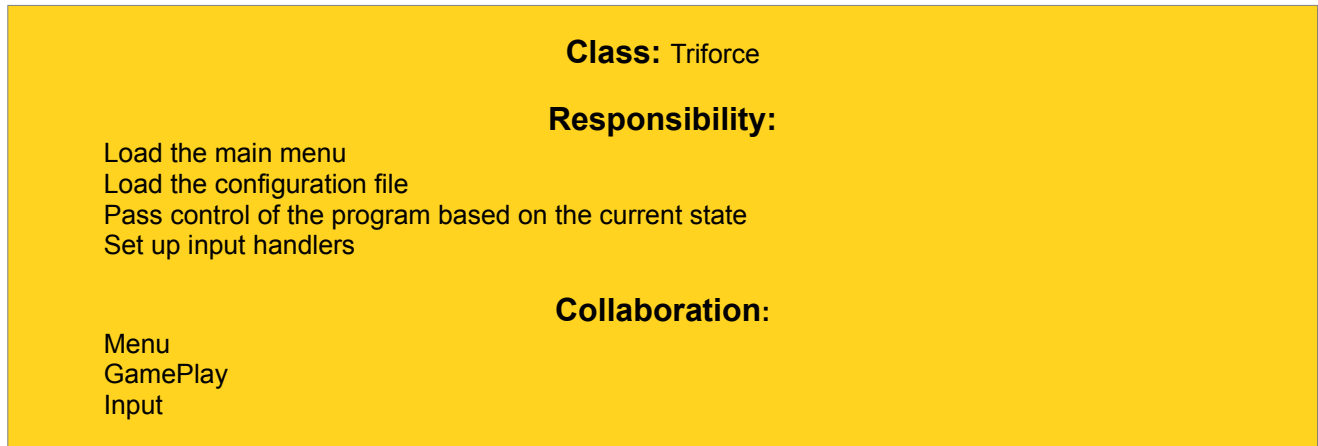 Class: Triforce
Responsibility:
Load the main menu
Load the configuration file
Pass control of the program based on the current state
Set up input handlers
Collaboration:
Menu
GamePlay
Input